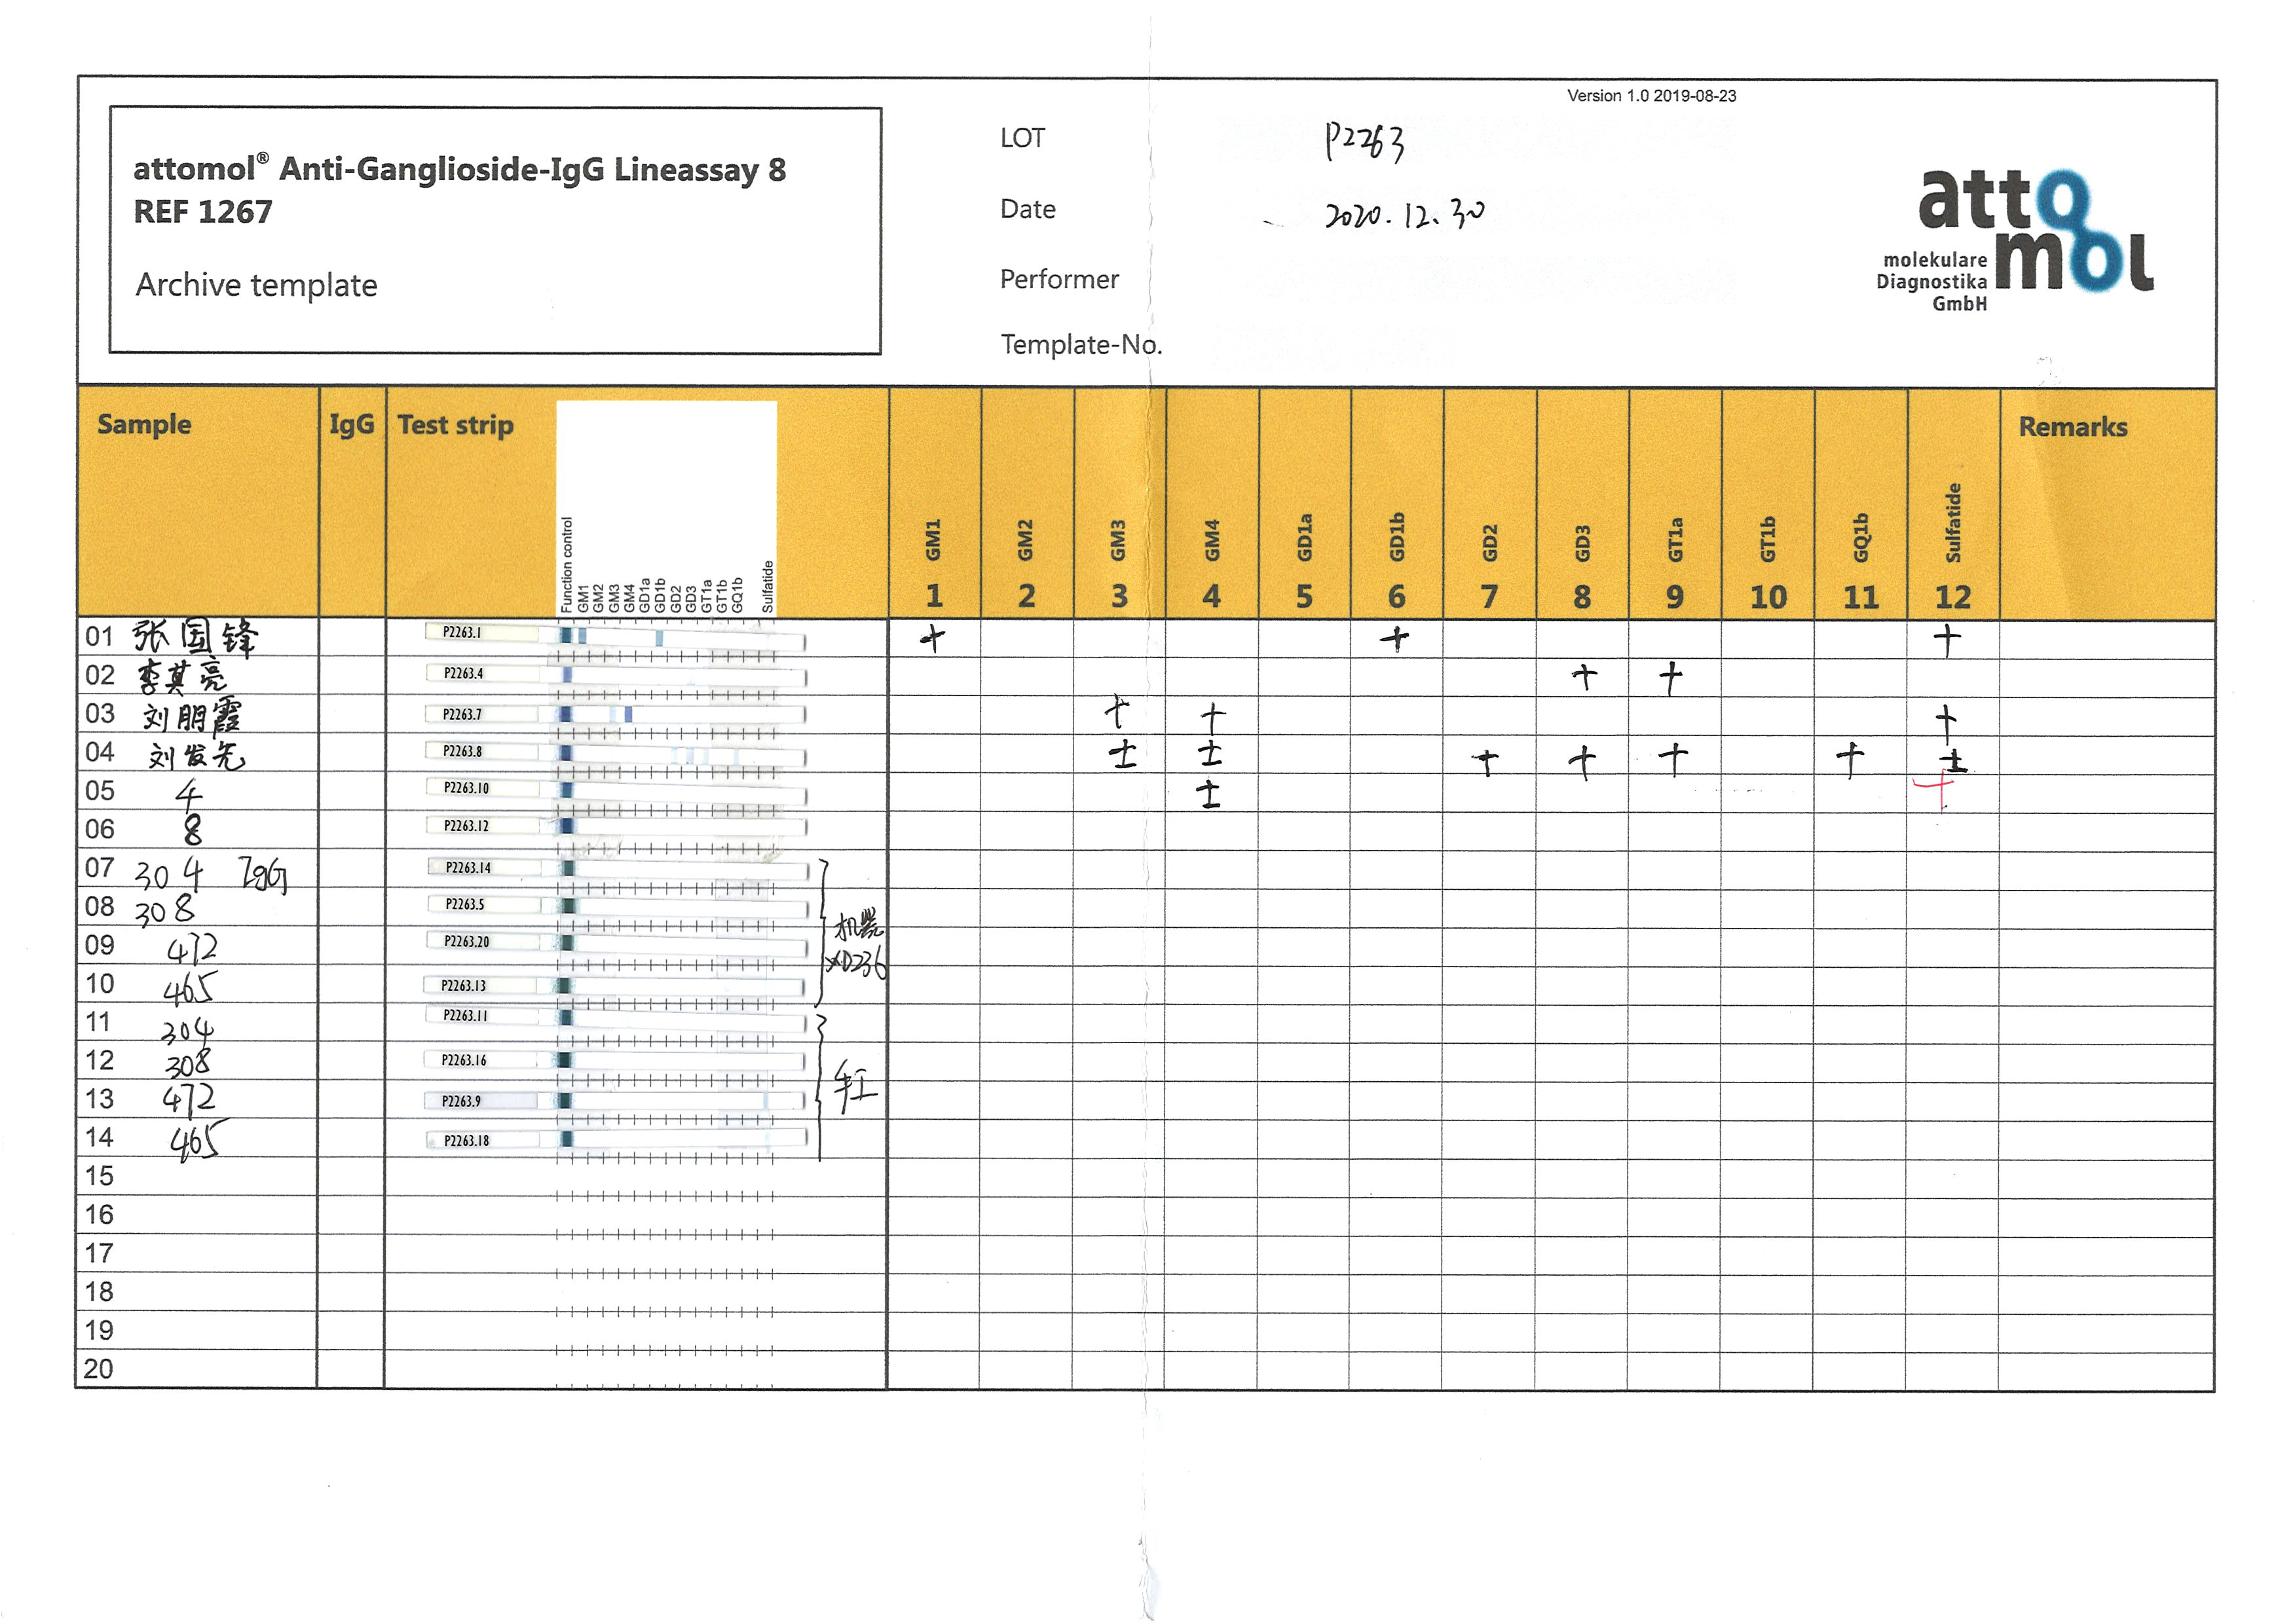 Version 1.0 2019-08-23
attomol® Anti-Ganglioside-IgG Lineassay 8
REF 1267
Archive template
LOT P2263
Date 2020.12.30
Performer
Template-No.
attomol
molekulare
Diagnostika
GmbH
Sample IgG Test strip Remarks
Function control
GM1
GM2
GM3
GM4
GD1a
GD1b
GD2
GD3
GT1a
GT1b
GQ1b
Sulfatide
GM1 GM2 GM3 GM4 GD1a GD1b GD2 GD3 GT1a GT1b GQ1b Sulfatide
1 2 3 4 5 6 7 8 9 10 11 12
01 张国锋 P2263.1 + + +
02 李其亮 P2263.4 + +
03 刘朋霞 P2263.7 + + +
04 刘发先 P2263.8 ± ± + + + + ±
05 4 P2263.10 ± +
06 8 P2263.12
07 304 IgG P2263.14
08 308 P2263.5
09 472 P2263.20
机器
XD236
10 465 P2263.13
11 304 P2263.11
12 308 P2263.16
13 472 P2263.9
手工
14 465 P2263.18
15
16
17
18
19
20